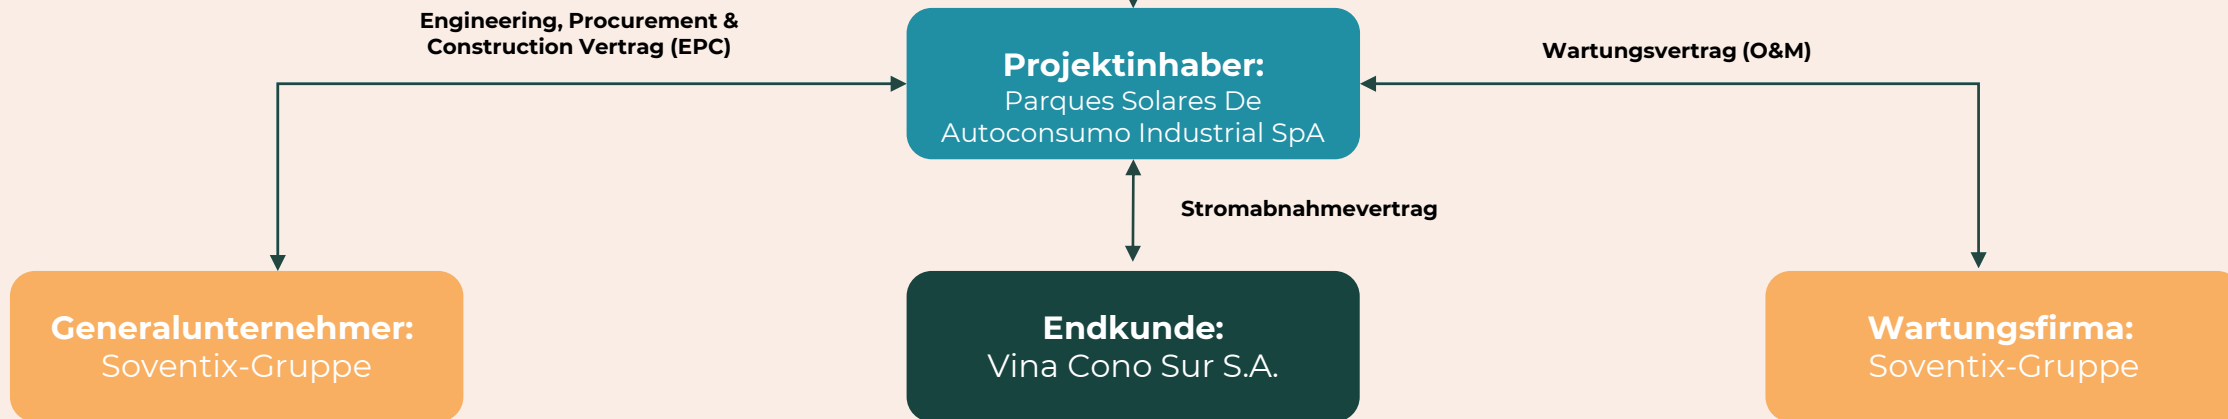 Engineering, Procurement &
Construction Vertrag (EPC)
Projektinhaber:
Parques Solares De
Autoconsumo Industrial SpA
Wartungsvertrag (O&M)
Stromabnahmevertrag
Generalunternehmer:
Soventix-Gruppe
Endkunde:
Vina Cono Sur S.A.
Wartungsfirma:
Soventix-Gruppe